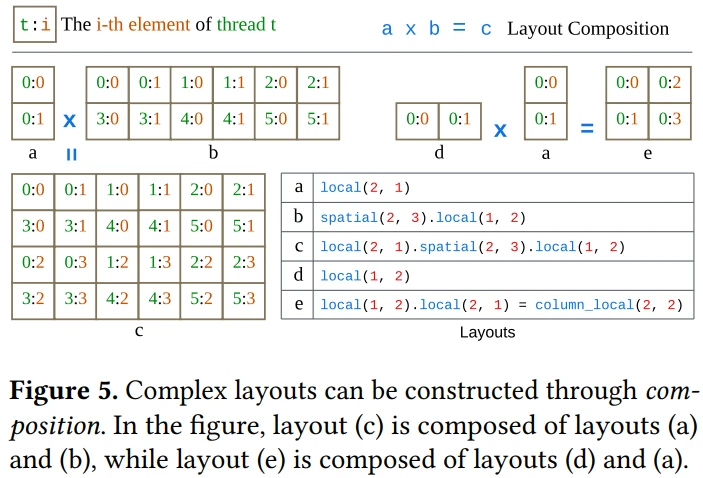 t:i The i-th element of thread t
a x b = c Layout Composition
0:0
0:1
a
x
=
0:0 0:1 1:0 1:1 2:0 2:1
3:0 3:1 4:0 4:1 5:0 5:1
b
0:0 0:1
d
x
0:0
0:1
a
=
0:0 0:2
0:1 0:3
e
0:0 0:1 1:0 1:1 2:0 2:1
3:0 3:1 4:0 4:1 5:0 5:1
0:2 0:3 1:2 1:3 2:2 2:3
3:2 3:3 4:2 4:3 5:2 5:3
c
a local(2, 1)
b spatial(2, 3).local(1, 2)
c local(2, 1).spatial(2, 3).local(1, 2)
d local(1, 2)
e local(1, 2).local(2, 1) = column_local(2, 2)
Layouts
Figure 5. Complex layouts can be constructed through com-
position. In the figure, layout (c) is composed of layouts (a)
and (b), while layout (e) is composed of layouts (d) and (a).